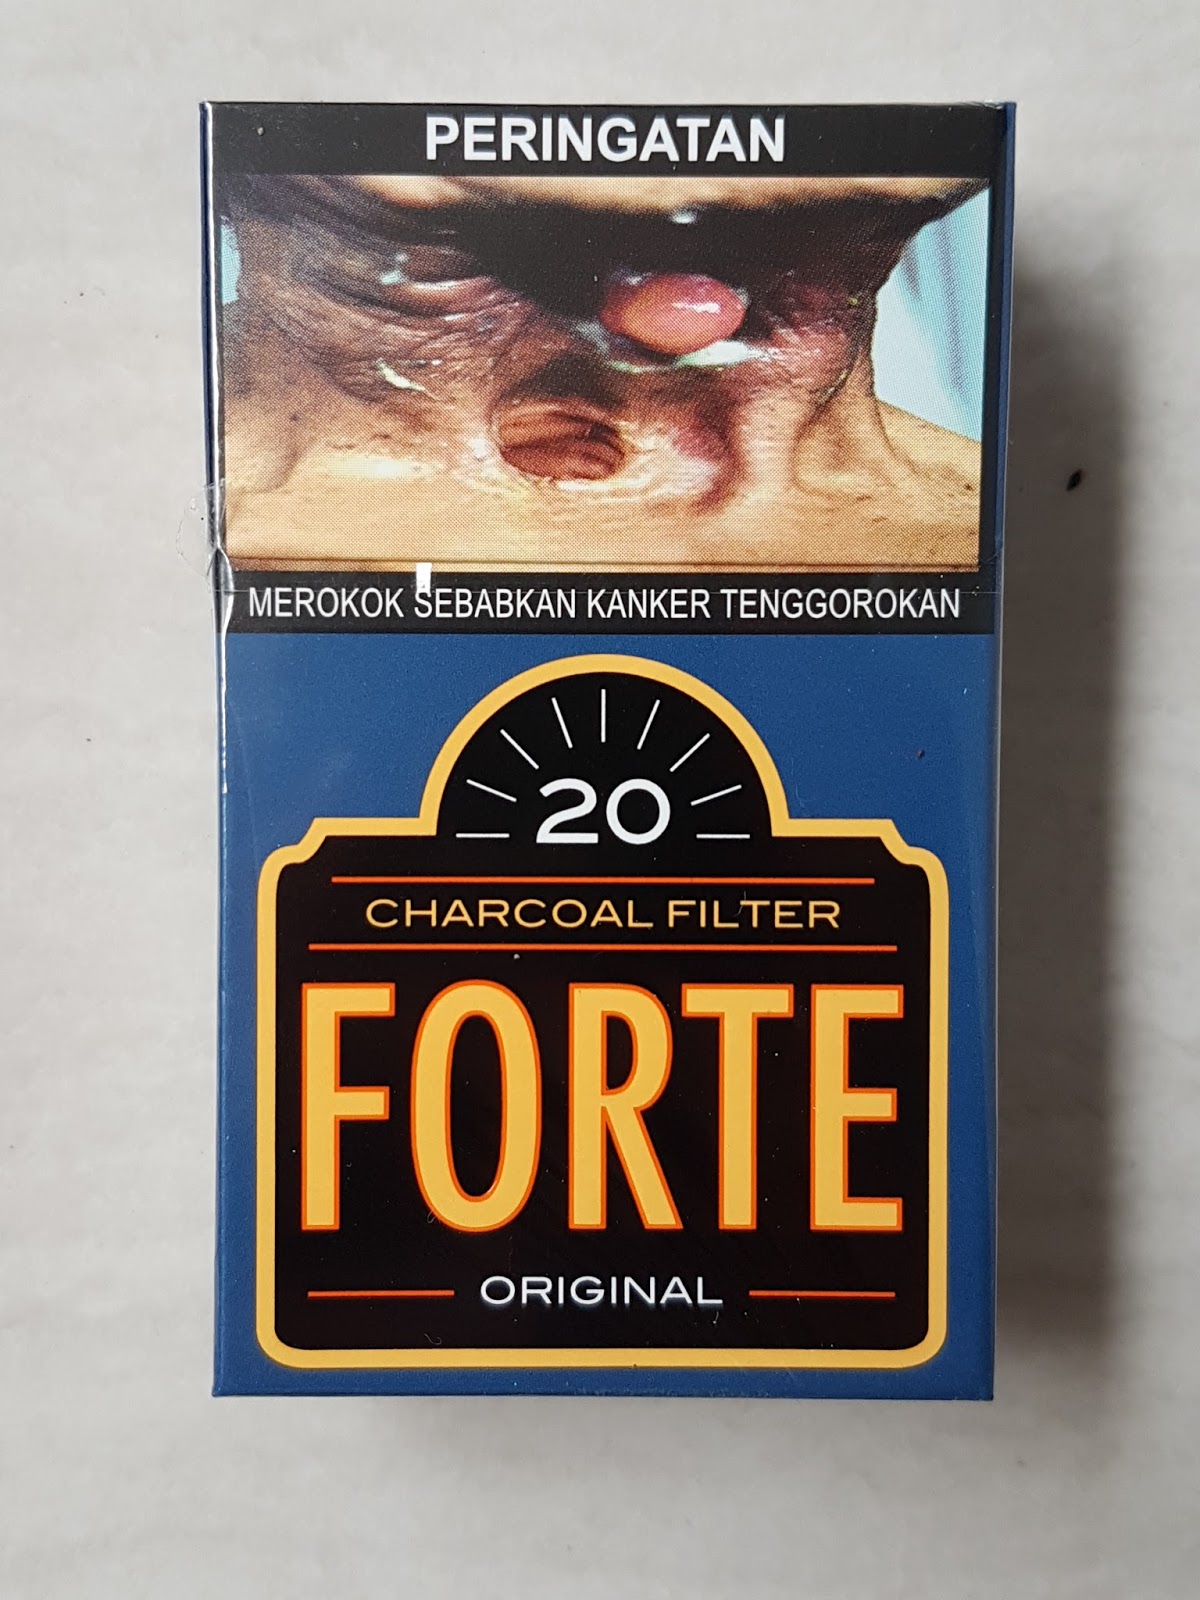 PERINGATAN
MEROKOK SEBABKAN KANKER TENGGOROKAN
20
CHARCOAL FILTER
FORTE
ORIGINAL